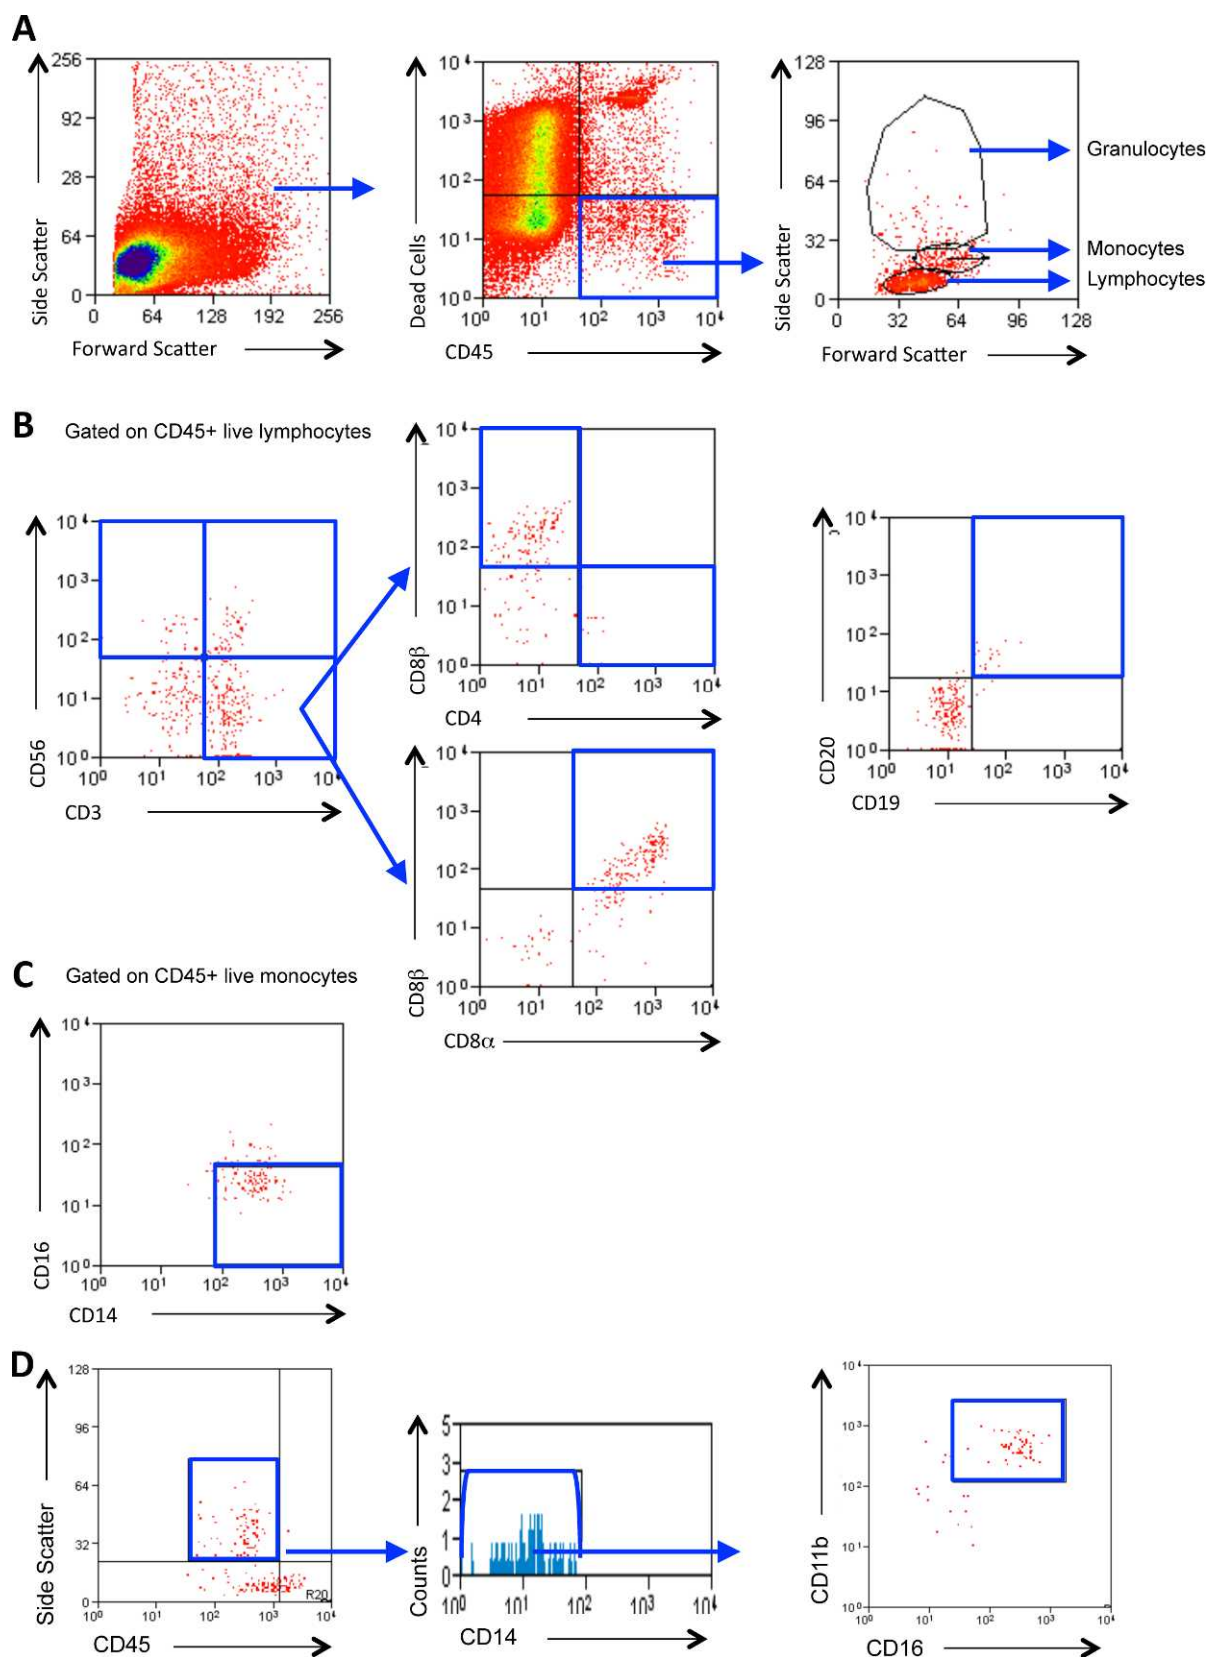 A
256
92
28
64
0
0 64 128 192 256
Side Scatter
Forward Scatter
10⁴
10³
10²
10¹
10⁰
10⁰ 10¹ 10² 10³ 10⁴
Dead Cells
CD45
128
96
64
32
0
0 32 64 96 128
Side Scatter
Forward Scatter
Granulocytes
Monocytes
Lymphocytes
B
Gated on CD45+ live lymphocytes
10⁴
10³
10²
10¹
10⁰
10⁰ 10¹ 10² 10³ 10⁴
CD56
CD3
10⁴
10³
10²
10¹
10⁰
10⁰ 10¹ 10² 10³ 10⁴
CD8β
CD4
10⁴
10³
10²
10¹
10⁰
10⁰ 10¹ 10² 10³ 10⁴
CD8β
CD8α
10⁴
10³
10²
10¹
10⁰
10⁰ 10¹ 10² 10³ 10⁴
CD20
CD19
C
Gated on CD45+ live monocytes
10⁴
10³
10²
10¹
10⁰
10⁰ 10¹ 10² 10³ 10⁴
CD16
CD14
D
128
96
64
32
0
10⁰ 10¹ 10² 10³ 10⁴
R20
Side Scatter
CD45
5
4
3
2
1
0
10⁰ 10¹ 10² 10³ 10⁴
Counts
CD14
10⁴
10³
10²
10¹
10⁰
10⁰ 10¹ 10² 10³ 10⁴
CD11b
CD16